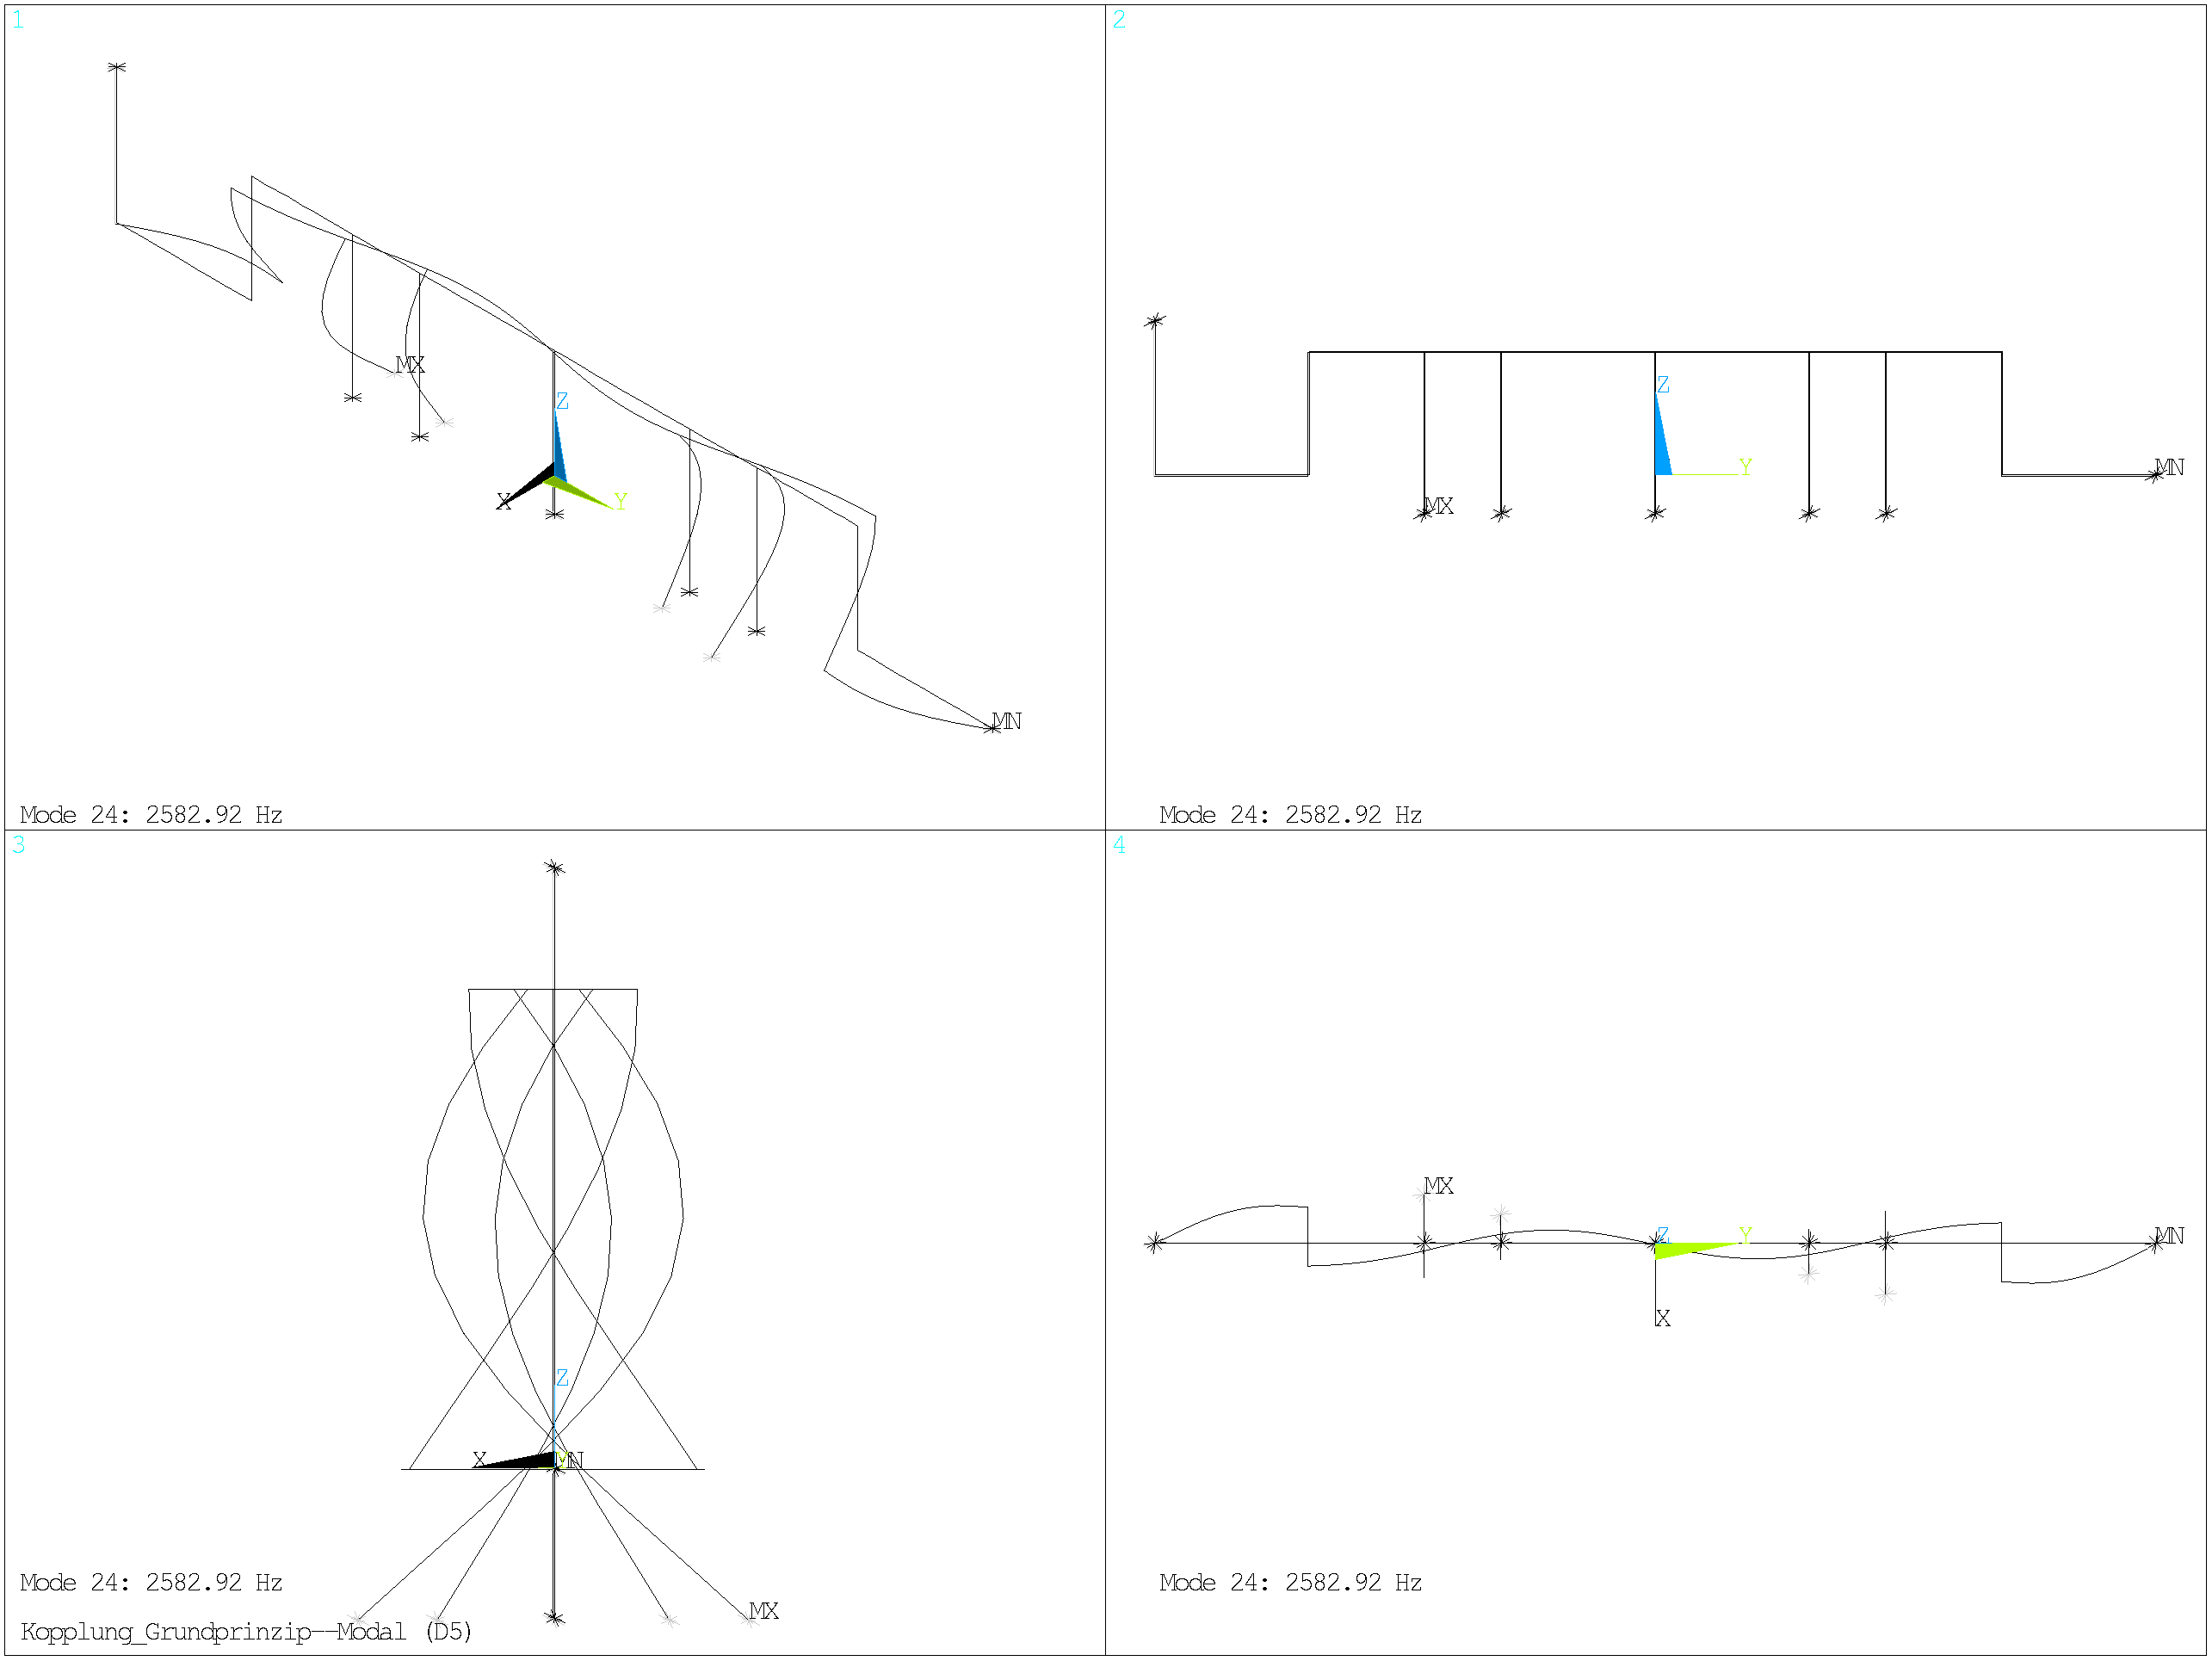 1
MX
Z
X
Y
MN
Mode 24: 2582.92 Hz
2
Z
Y
MN
MX
Mode 24: 2582.92 Hz
3
Z
X
MN
MX
Mode 24: 2582.92 Hz
Kopplung_Grundprinzip--Modal (D5)
4
MX
Z
Y
MN
X
Mode 24: 2582.92 Hz